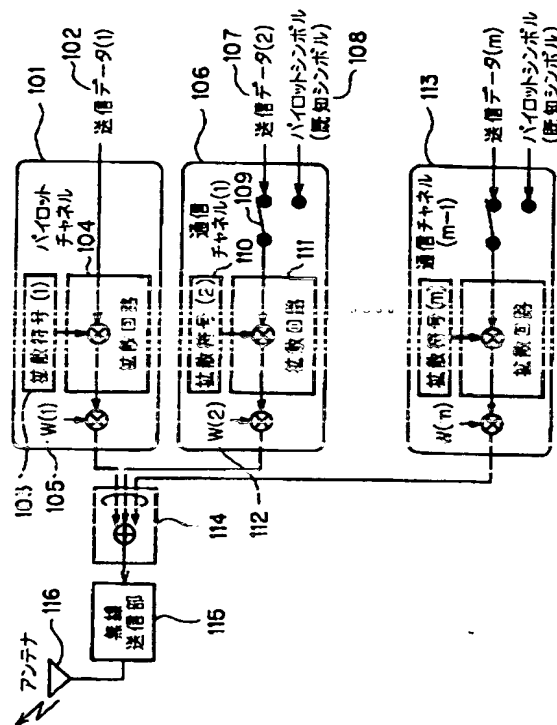 101
102
送信データ(1)
パイロット
チャネル
104
拡散符号(1)
拡散回路
103
W(1)
105
106
107
送信データ(2)
パイロットシンボル
(既知シンボル)
108
通信
チャネル(1)
109
110
拡散符号(2)
111
拡散回路
W(2)
112
113
送信データ(m)
パイロットシンボル
(既知シンボル)
通信チャネル
(m-1)
拡散符号(m)
拡散回路
W(m)
114
無線
送信部
115
アンテナ
116